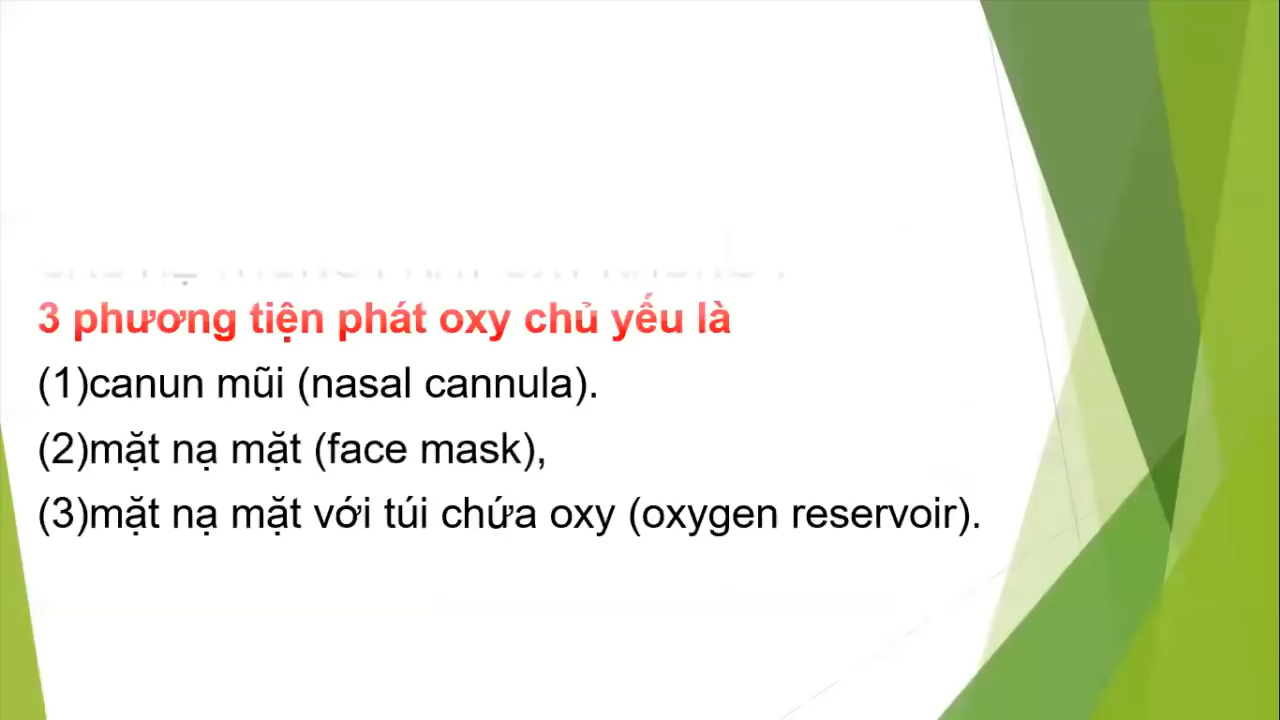 3 phương tiện phát oxy chủ yếu là
(1)canun mũi (nasal cannula).
(2)mặt nạ mặt (face mask),
(3)mặt nạ mặt với túi chứa oxy (oxygen reservoir).